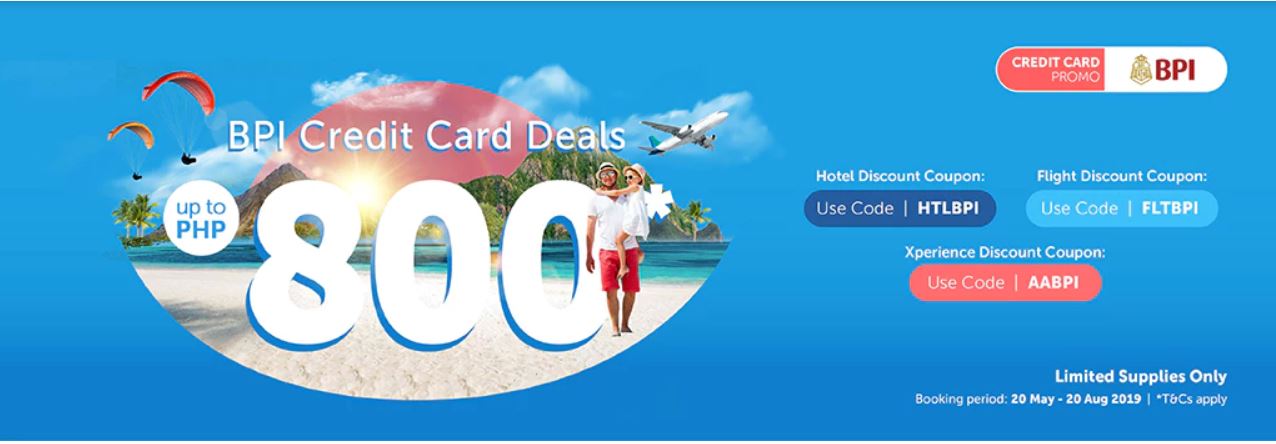 CREDIT CARD
PROMO
BPI
BPI Credit Card Deals
up to
PHP
800*
Hotel Discount Coupon:
Use Code | HTLBPI
Flight Discount Coupon:
Use Code | FLTBPI
Xperience Discount Coupon:
Use Code | AABPI
Limited Supplies Only
Booking period: 20 May - 20 Aug 2019 | *T&Cs apply